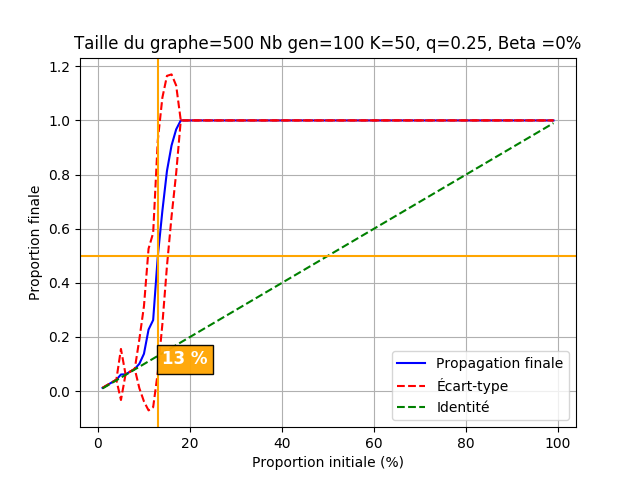 Taille du graphe=500 Nb gen=100 K=50, q=0.25, Beta =0%
1.2
1.0
0.8
0.6
0.4
0.2
0.0
Proportion finale
13 %
Propagation finale
Écart-type
Identité
0 20 40 60 80 100
Proportion initiale (%)